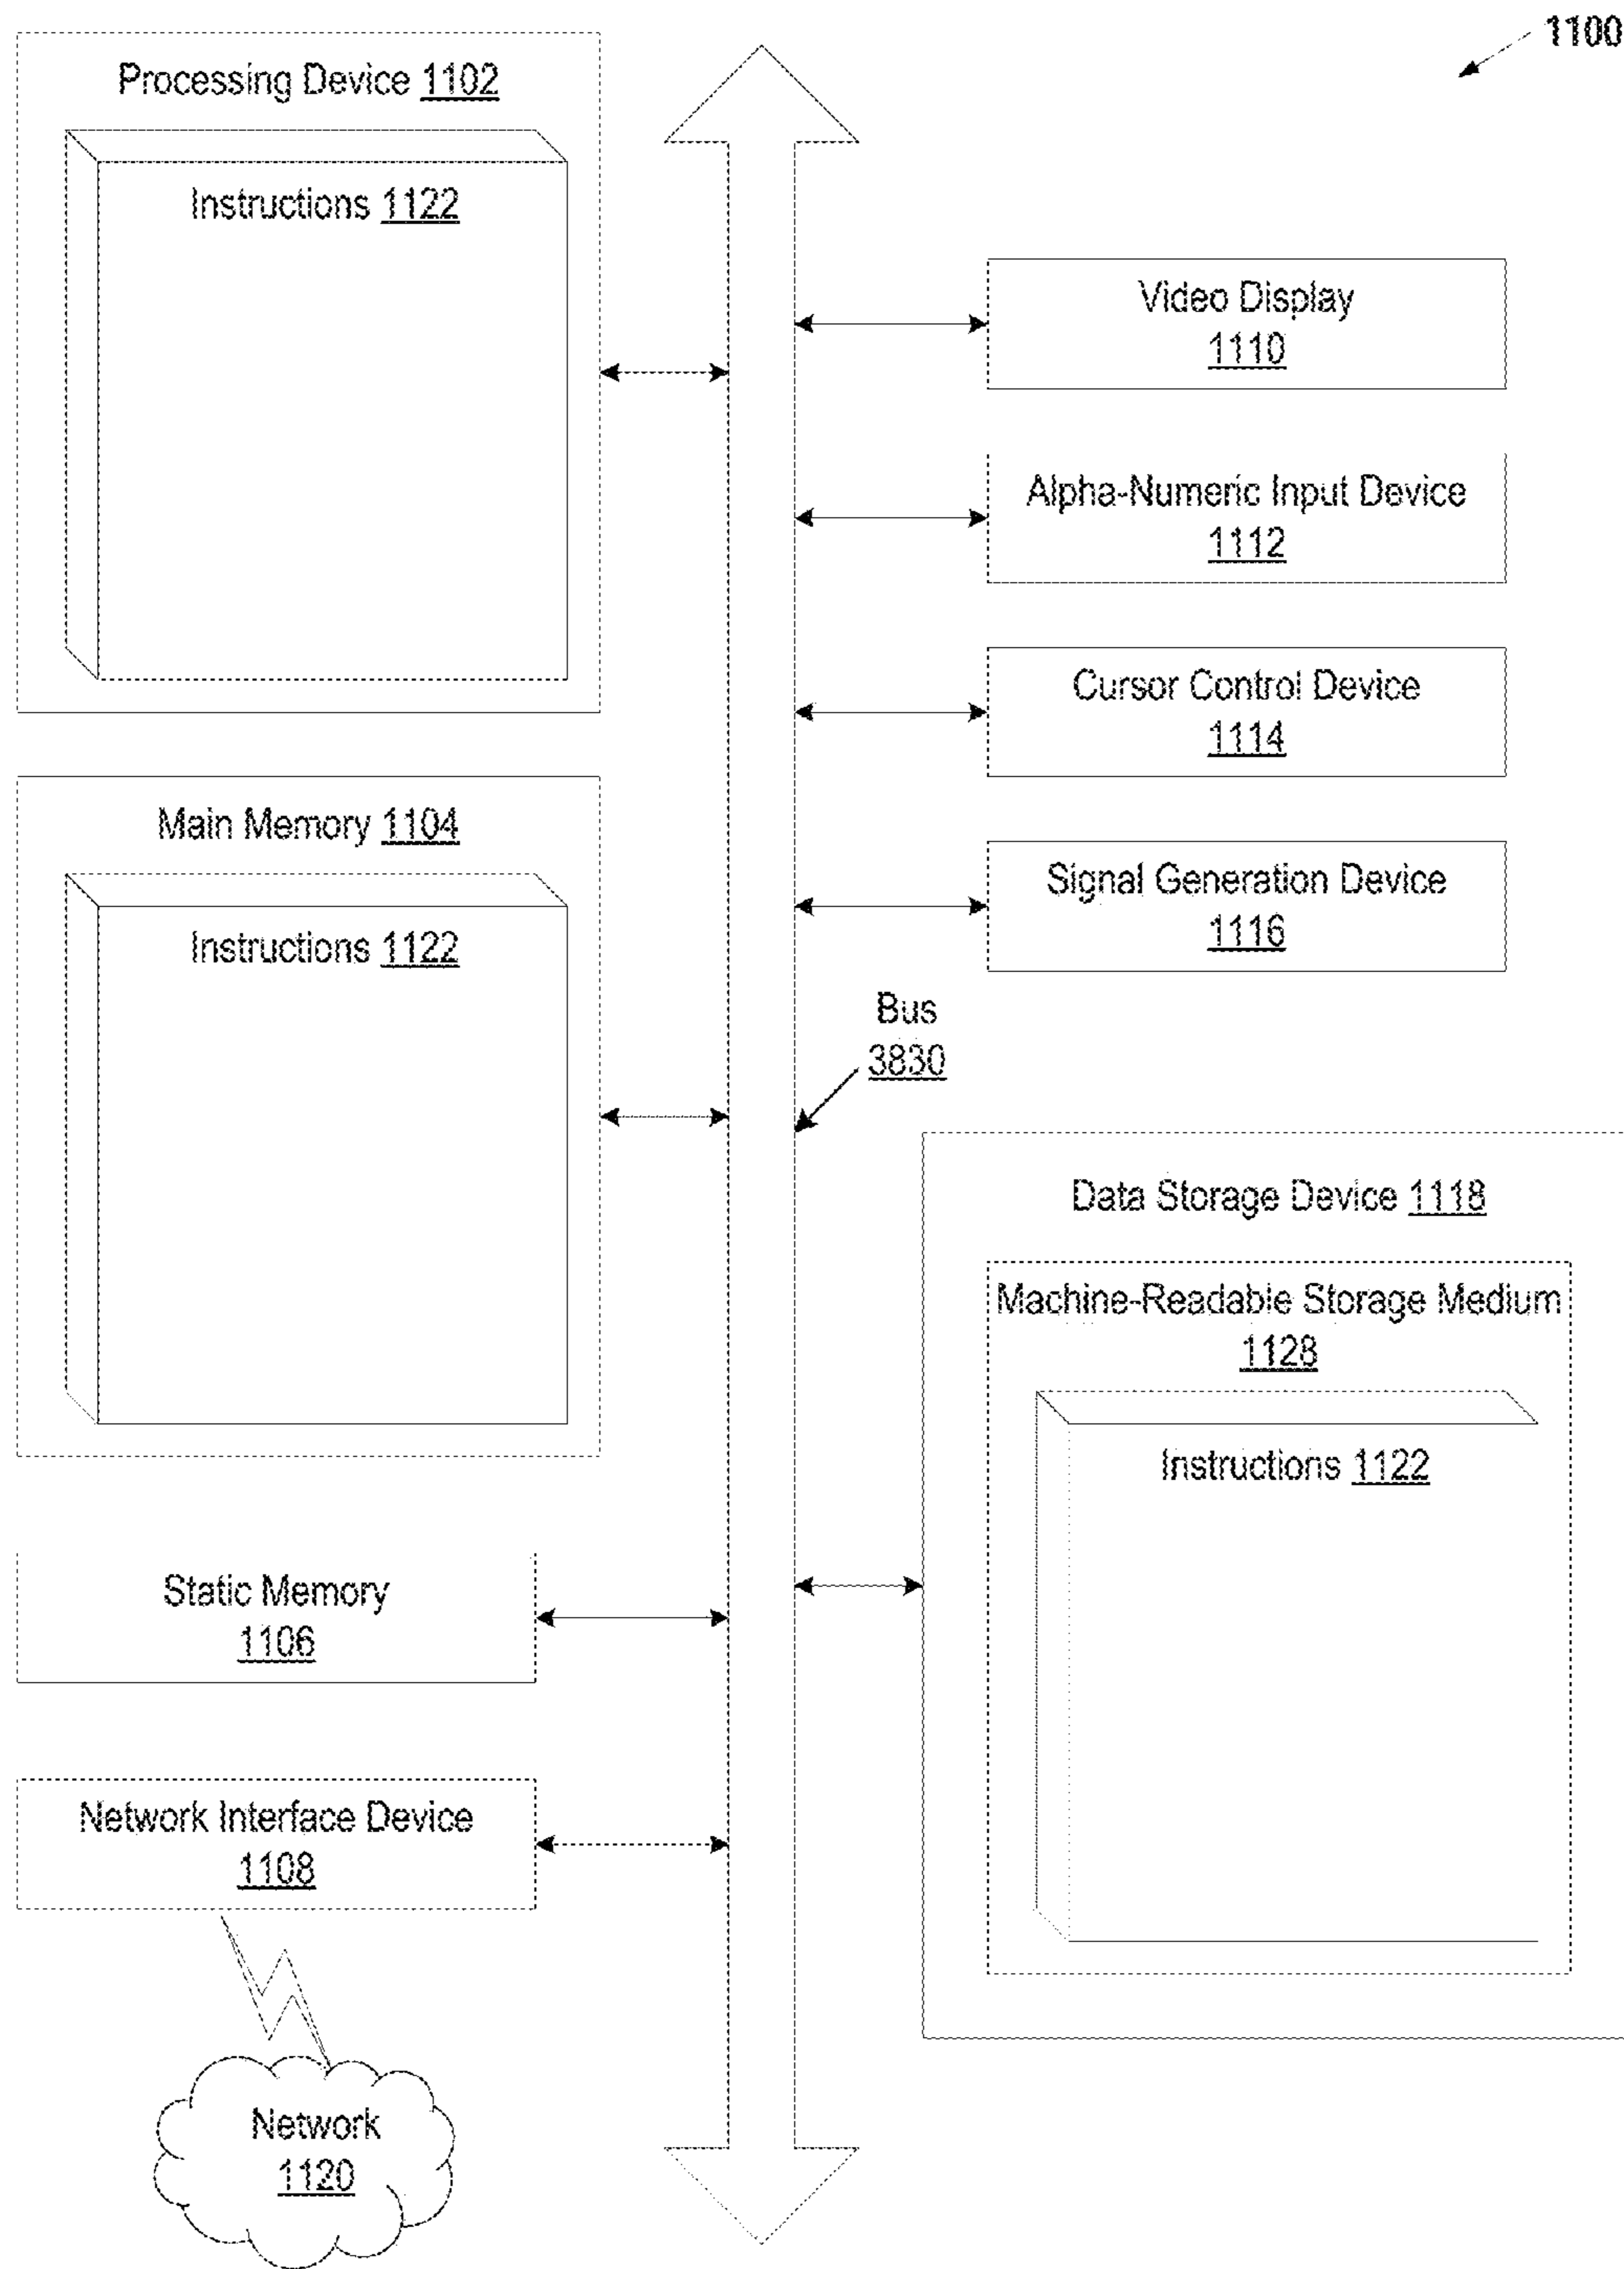 1100
Processing Device 1102
Instructions 1122
Main Memory 1104
Instructions 1122
Static Memory
1106
Network Interface Device
1108
Network
1120
Video Display
1110
Alpha-Numeric Input Device
1112
Cursor Control Device
1114
Signal Generation Device
1116
Bus
3830
Data Storage Device 1118
Machine-Readable Storage Medium
1128
Instructions 1122